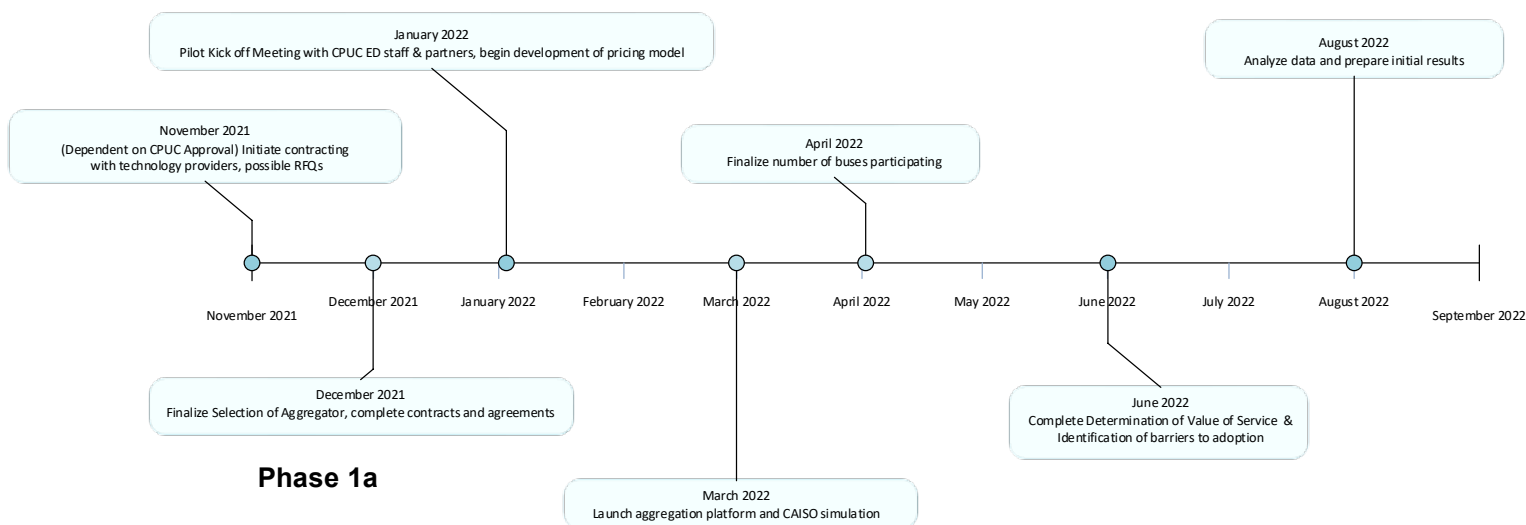 January 2022
Pilot Kick off Meeting with CPUC ED staff & partners, begin development of pricing model
August 2022
Analyze data and prepare initial results
November 2021
(Dependent on CPUC Approval) Initiate contracting
with technology providers, possible RFQs
April 2022
Finalize number of buses participating
November 2021
December 2021
January 2022
February 2022
March 2022
April 2022
May 2022
June 2022
July 2022
August 2022
September 2022
December 2021
Finalize Selection of Aggregator, complete contracts and agreements
June 2022
Complete Determination of Value of Service &
Identification of barriers to adoption
Phase 1a
March 2022
Launch aggregation platform and CAISO simulation